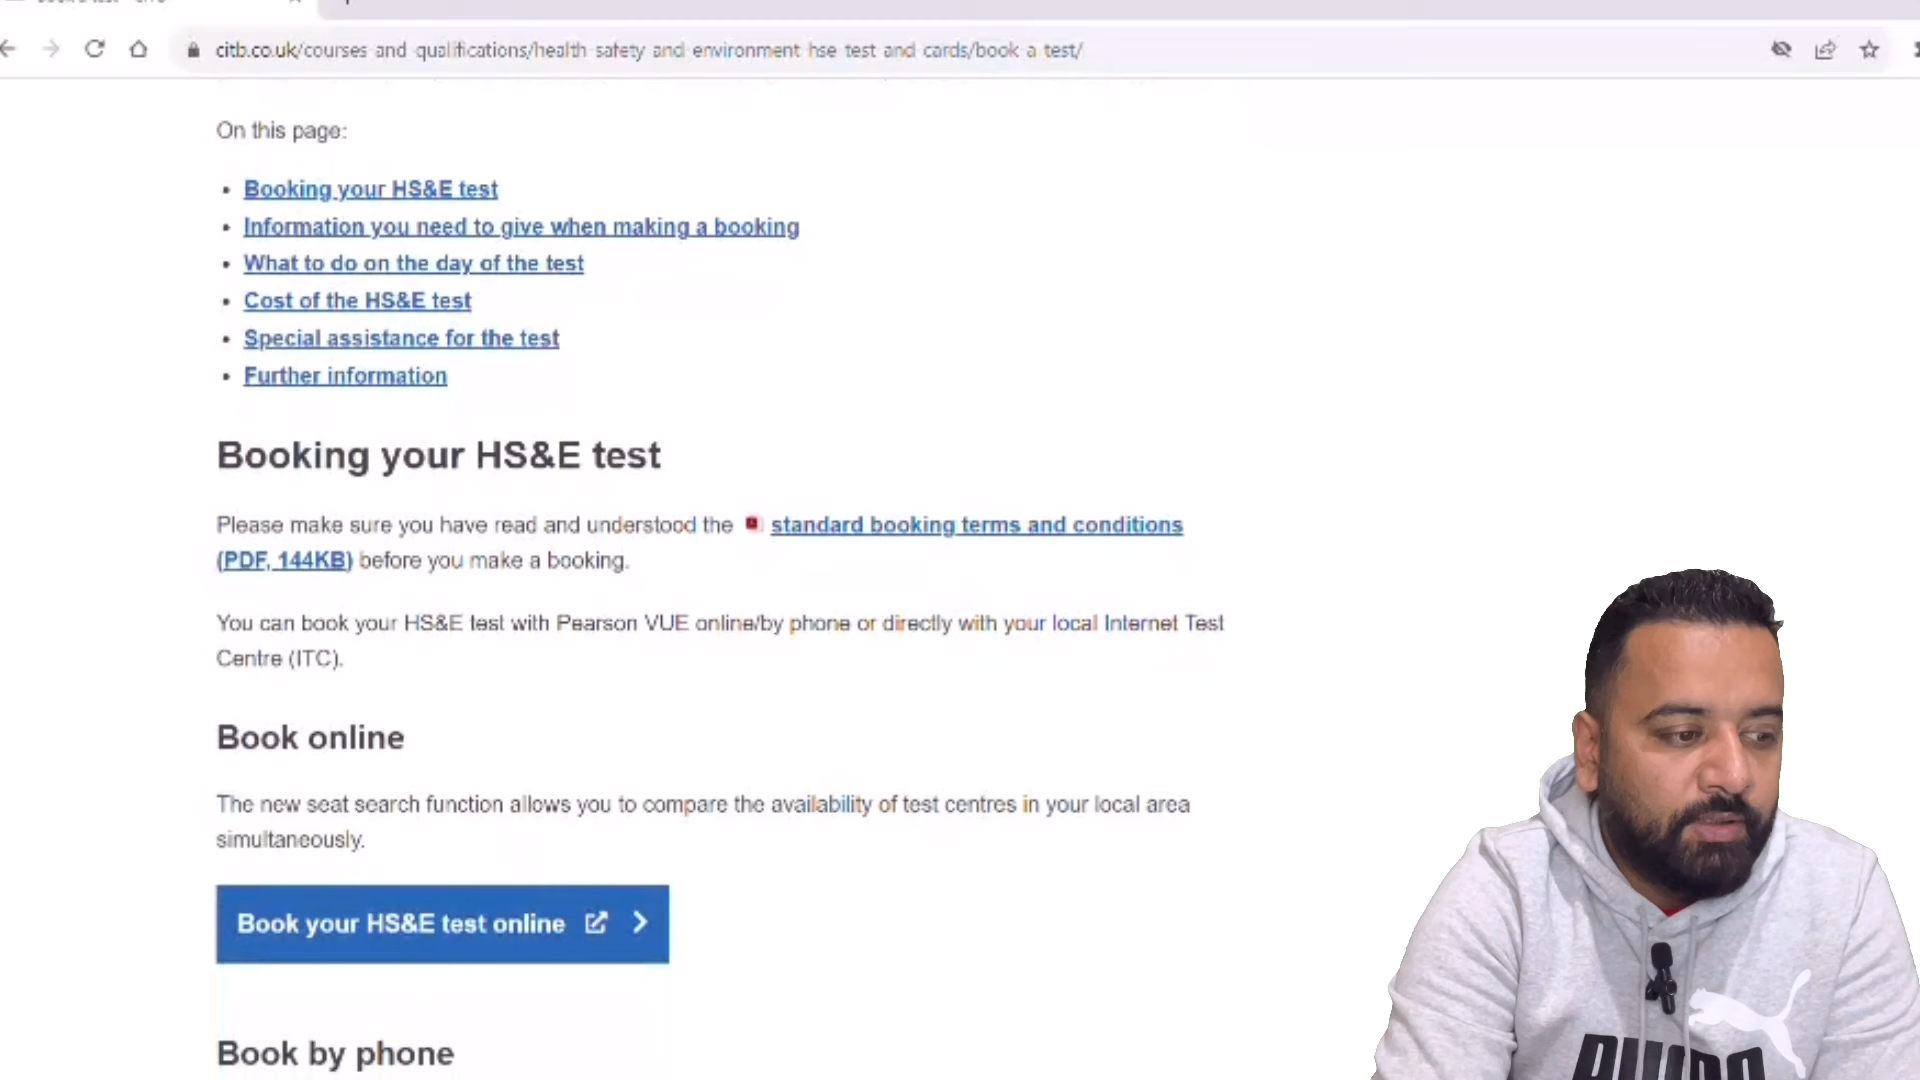 citb.co.uk/courses and qualifications/health safety and environment hse test and cards/book a test/
On this page:
• Booking your HS&E test
• Information you need to give when making a booking
• What to do on the day of the test
• Cost of the HS&E test
• Special assistance for the test
• Further information
Booking your HS&E test
Please make sure you have read and understood the standard booking terms and conditions
(PDF, 144KB) before you make a booking.
You can book your HS&E test with Pearson VUE online/by phone or directly with your local Internet Test
Centre (ITC).
Book online
The new seat search function allows you to compare the availability of test centres in your local area
simultaneously.
Book your HS&E test online
Book by phone